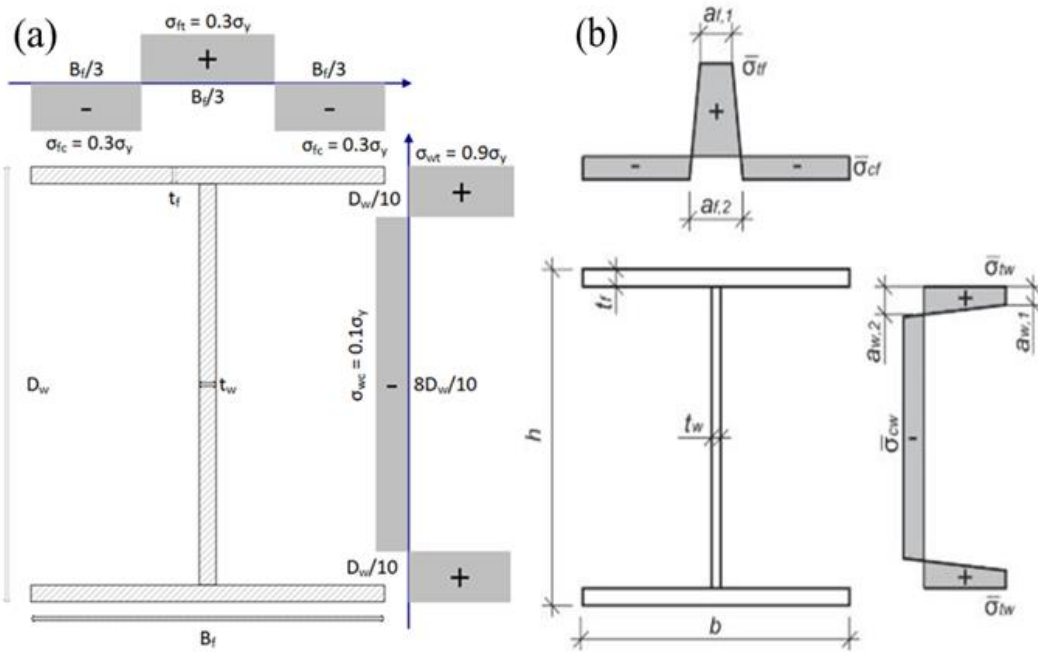 (a)
σft = 0.3σy
Bf/3
+
Bf/3
-
Bf/3
-
σfc = 0.3σy
σfc = 0.3σy
σwt = 0.9σy
tf
Dw/10
+
σwc = 0.1σy
Dw
tw
-
8Dw/10
Dw/10
+
Bf
(b)
af,1
σ̅tf
+
-
-
σ̅cf
af,2
σ̅tw
tf
+
aw,2
aw,1
h
tw
σ̅cw
-
+
σ̅tw
b